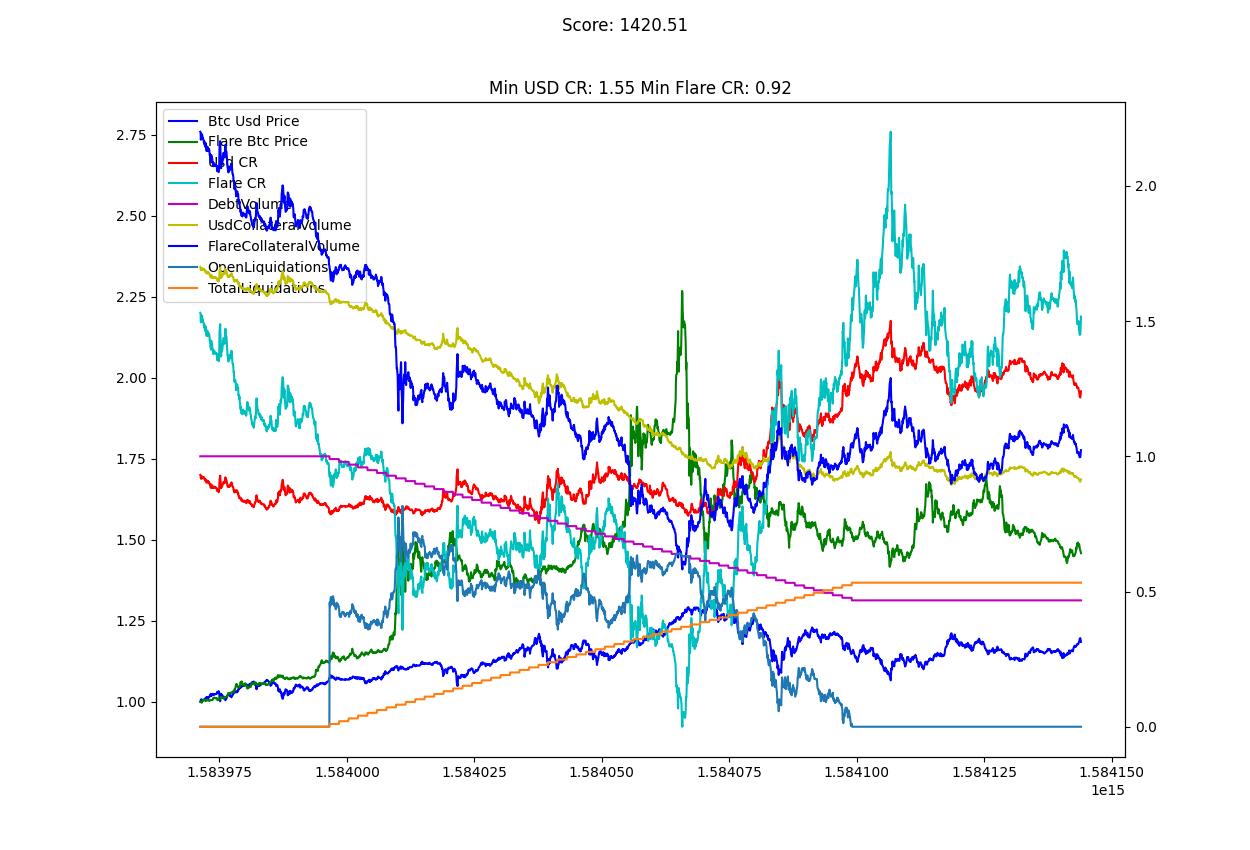 Score: 1420.51
Min USD CR: 1.55 Min Flare CR: 0.92
Btc Usd Price
Flare Btc Price
Usd CR
Flare CR
DebtVolume
UsdCollateralVolume
FlareCollateralVolume
OpenLiquidations
TotalLiquidations
2.75
2.50
2.25
2.00
1.75
1.50
1.25
1.00
2.0
1.5
1.0
0.5
0.0
1.583975
1.584000
1.584025
1.584050
1.584075
1.584100
1.584125
1.584150
1e15